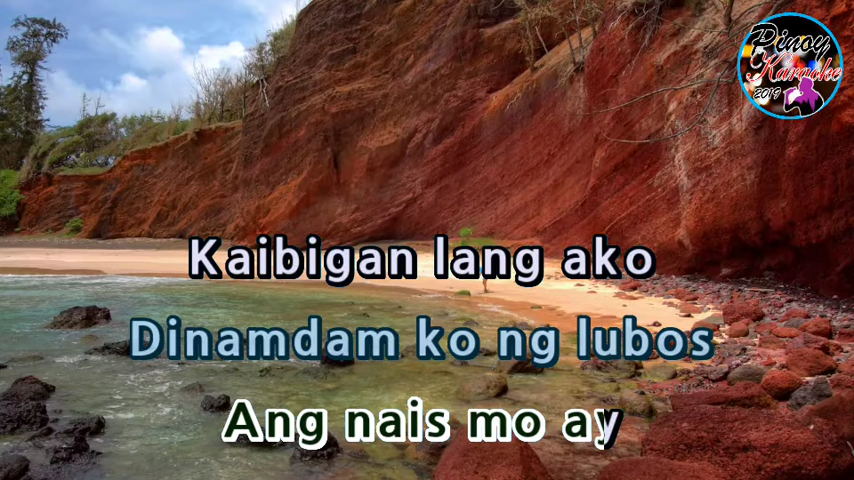 Pinoy
Karaoke
2019
Kaibigan lang ako
Dinamdam ko ng lubos
Ang nais mo ay